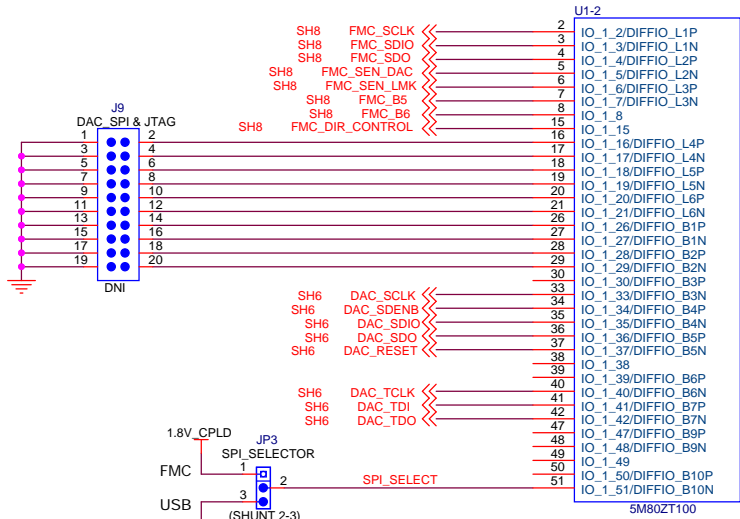 U1-2
SH8 FMC_SCLK 2 IO_1_2/DIFFIO_L1P
SH8 FMC_SDIO 3 IO_1_3/DIFFIO_L1N
SH8 FMC_SDO 4 IO_1_4/DIFFIO_L2P
SH8 FMC_SEN_DAC 5 IO_1_5/DIFFIO_L2N
SH8 FMC_SEN_LMK 6 IO_1_6/DIFFIO_L3P
SH8 FMC_B5 7 IO_1_7/DIFFIO_L3N
SH8 FMC_B6 8 IO_1_8
SH8 FMC_DIR_CONTROL 15 IO_1_15
J9
DAC_SPI & JTAG
1 2 16 IO_1_16/DIFFIO_L4P
3 4 17 IO_1_17/DIFFIO_L4N
5 6 18 IO_1_18/DIFFIO_L5P
7 8 19 IO_1_19/DIFFIO_L5N
9 10 20 IO_1_20/DIFFIO_L6P
11 12 21 IO_1_21/DIFFIO_L6N
13 14 26 IO_1_26/DIFFIO_B1P
15 16 27 IO_1_27/DIFFIO_B1N
17 18 28 IO_1_28/DIFFIO_B2P
19 20 29 IO_1_29/DIFFIO_B2N
DNI
30 IO_1_30/DIFFIO_B3P
SH6 DAC_SCLK 33 IO_1_33/DIFFIO_B3N
SH6 DAC_SDENB 34 IO_1_34/DIFFIO_B4P
SH6 DAC_SDIO 35 IO_1_35/DIFFIO_B4N
SH6 DAC_SDO 36 IO_1_36/DIFFIO_B5P
SH6 DAC_RESET 37 IO_1_37/DIFFIO_B5N
38 IO_1_38
39 IO_1_39/DIFFIO_B6P
SH6 DAC_TCLK 40 IO_1_40/DIFFIO_B6N
SH6 DAC_TDI 41 IO_1_41/DIFFIO_B7P
SH6 DAC_TDO 42 IO_1_42/DIFFIO_B7N
47 IO_1_47/DIFFIO_B9P
48 IO_1_48/DIFFIO_B9N
49 IO_1_49
50 IO_1_50/DIFFIO_B10P
51 IO_1_51/DIFFIO_B10N
5M80ZT100
1.8V_CPLD
JP3
SPI_SELECTOR
FMC 1
2 SPI_SELECT
USB 3
(SHUNT 2-3)